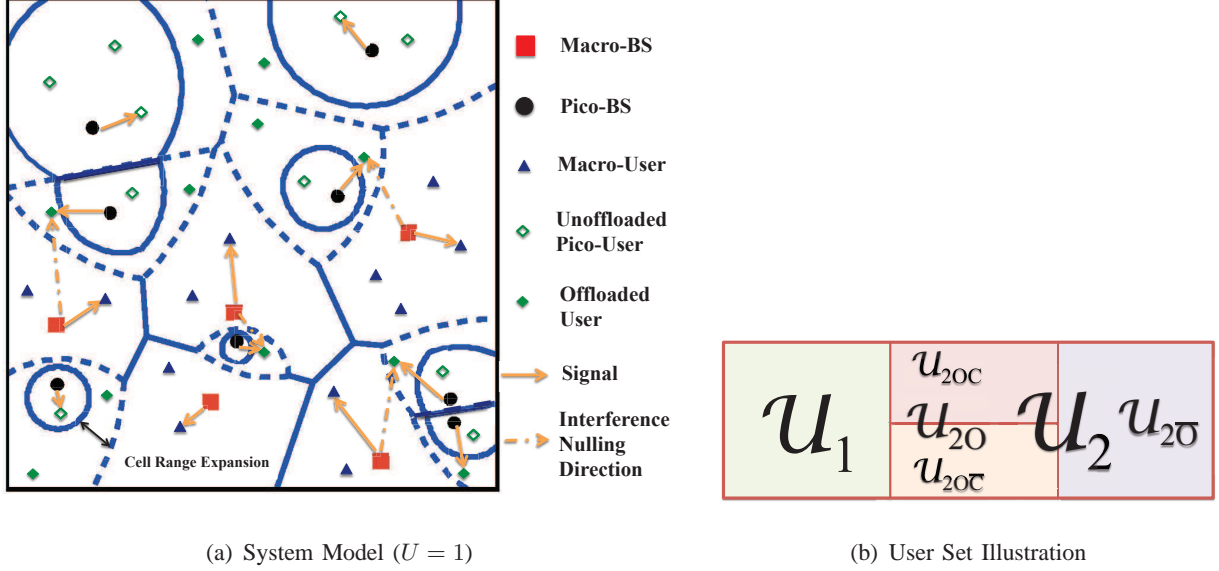 Macro-BS
Pico-BS
Macro-User
Unoffloaded
Pico-User
Offloaded
User
Signal
Interference
Nulling
Direction
Cell Range Expansion
(a) System Model (U = 1)
𝒰₁
𝒰₂OC
𝒰₂O
𝒰₂OC̅
𝒰₂
𝒰₂O̅
(b) User Set Illustration